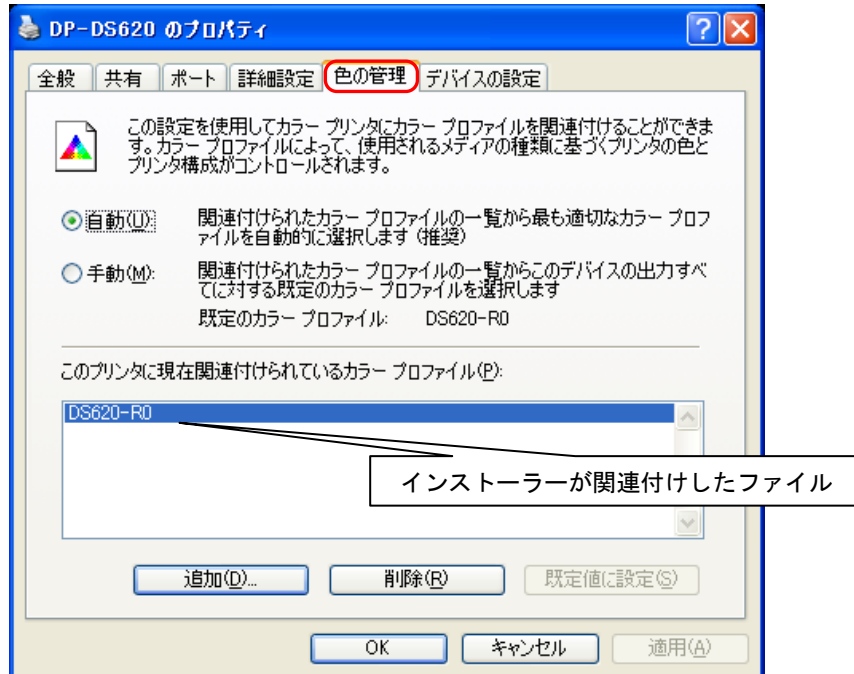 DP-DS620 のプロパティ
全般 共有 ポート 詳細設定 色の管理 デバイスの設定
この設定を使用してカラー プリンタにカラー プロファイルを関連付けることができま
す。カラー プロファイルによって、使用されるメディアの種類に基づくプリンタの色と
プリンタ構成がコントロールされます。
自動(U): 関連付けられたカラー プロファイルの一覧から最も適切なカラー プロフ
ァイルを自動的に選択します (推奨)
手動(M): 関連付けられたカラー プロファイルの一覧からこのデバイスの出力すべ
てに対する既定のカラー プロファイルを選択します
既定のカラー プロファイル: DS620-R0
このプリンタに現在関連付けられているカラー プロファイル(P):
DS620-R0
インストーラーが関連付けしたファイル
追加(D)... 削除(R) 既定値に設定(S)
OK キャンセル 適用(A)